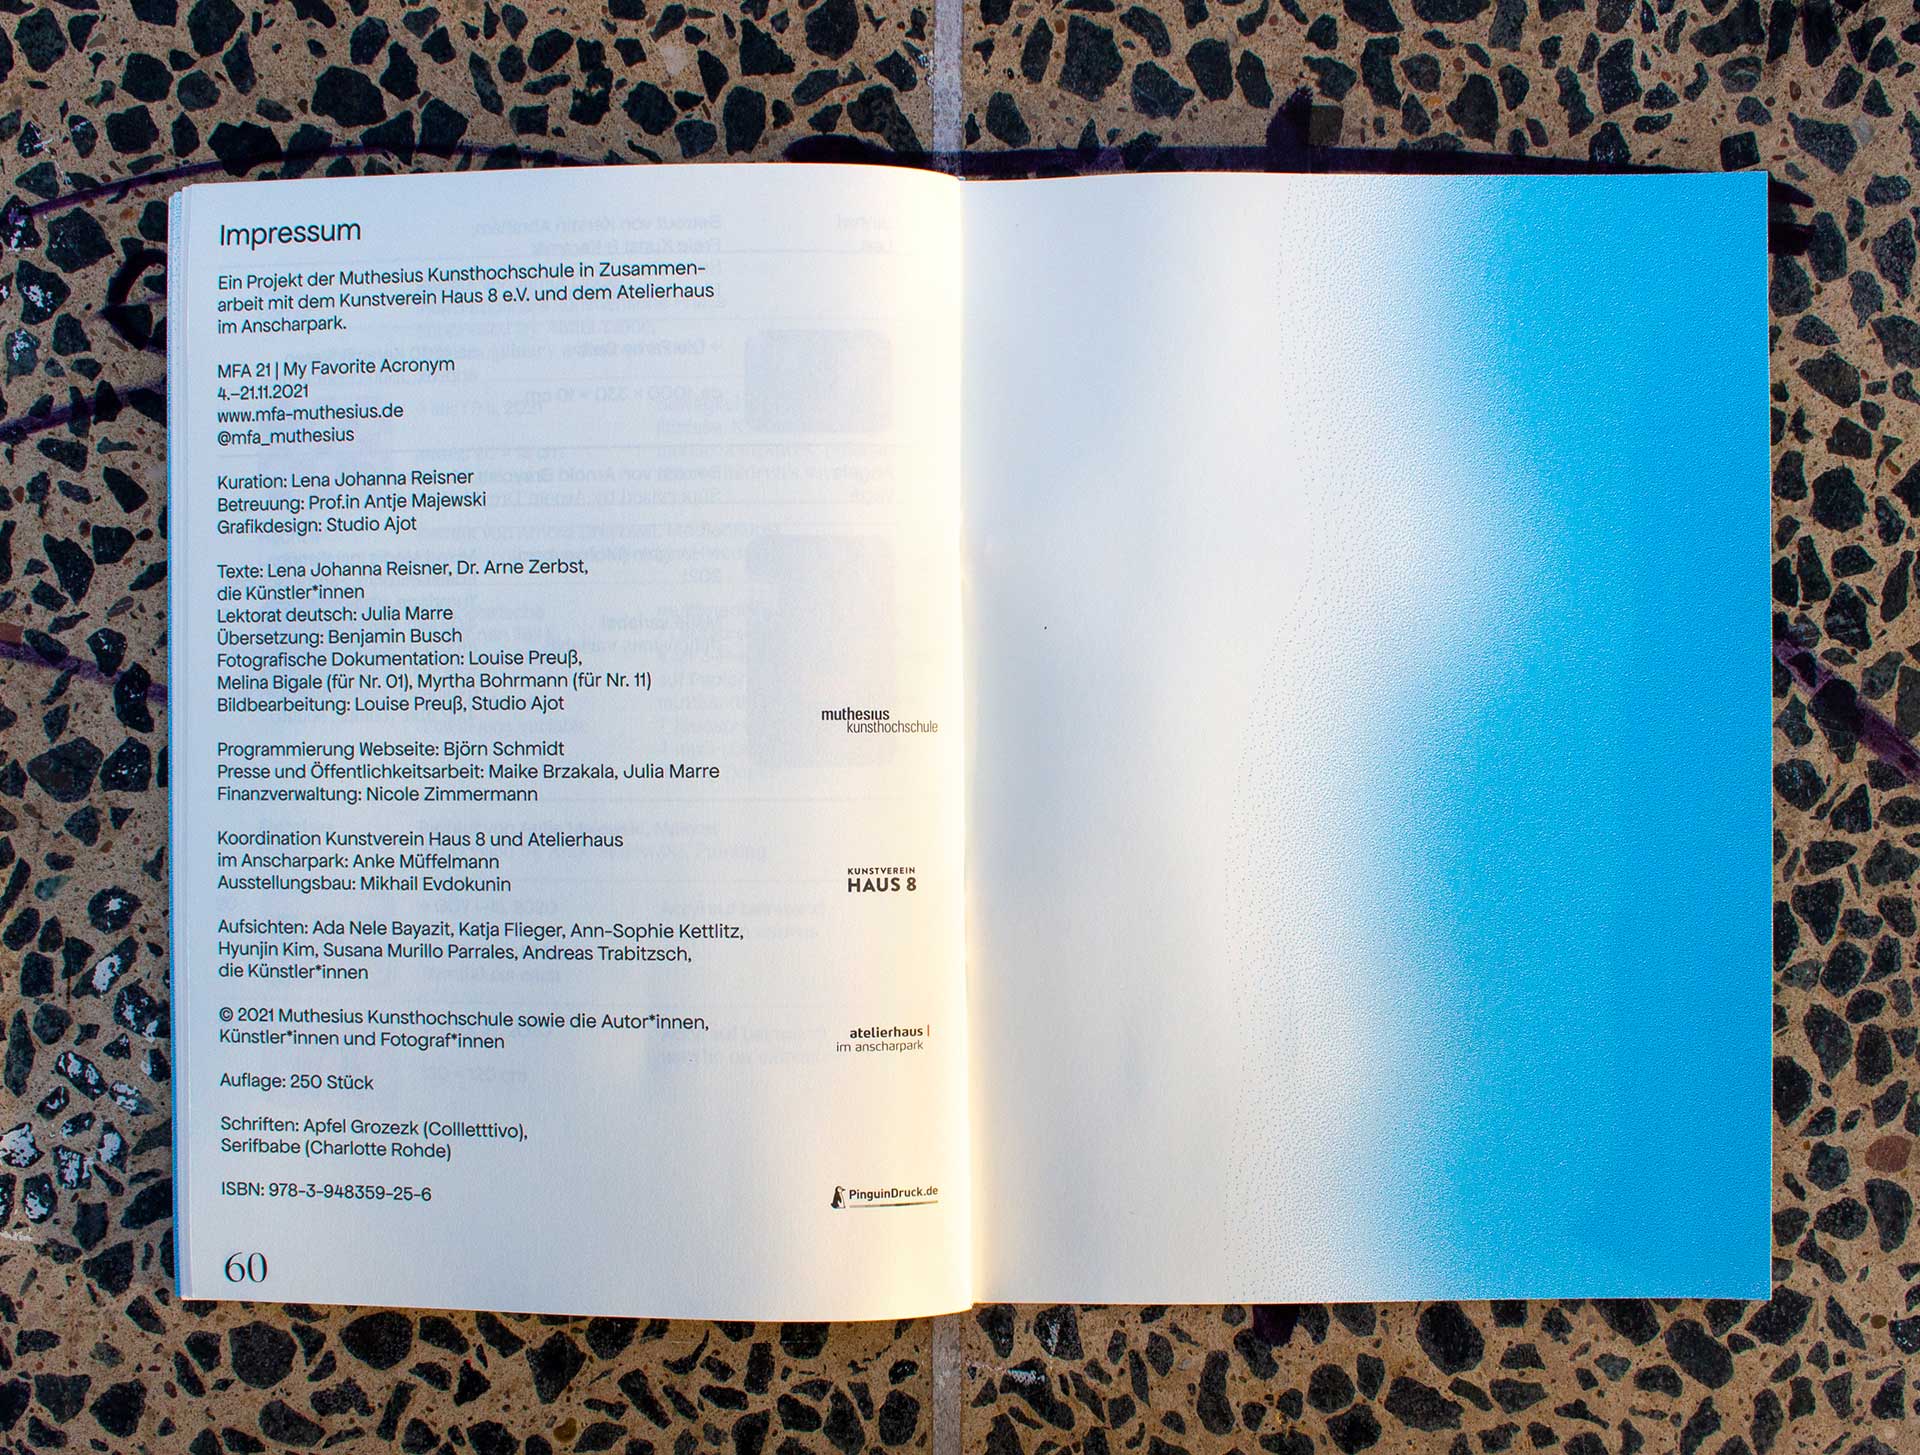 Impressum
Ein Projekt der Muthesius Kunsthochschule in Zusammen-
arbeit mit dem Kunstverein Haus 8 e.V. und dem Atelierhaus
im Anscharpark.
MFA 21 | My Favorite Acronym
4.–21.11.2021
www.mfa-muthesius.de
@mfa_muthesius
Kuration: Lena Johanna Reisner
Betreuung: Prof.in Antje Majewski
Grafikdesign: Studio Ajot
Texte: Lena Johanna Reisner, Dr. Arne Zerbst,
die Künstler*innen
Lektorat deutsch: Julia Marre
Übersetzung: Benjamin Busch
Fotografische Dokumentation: Louise Preuß,
Melina Bigale (für Nr. 01), Myrtha Bohrmann (für Nr. 11)
Bildbearbeitung: Louise Preuß, Studio Ajot
Programmierung Webseite: Björn Schmidt
Presse und Öffentlichkeitsarbeit: Maike Brzakala, Julia Marre
Finanzverwaltung: Nicole Zimmermann
Koordination Kunstverein Haus 8 und Atelierhaus
im Anscharpark: Anke Müffelmann
Ausstellungsbau: Mikhail Evdokunin
Aufsichten: Ada Nele Bayazit, Katja Flieger, Ann-Sophie Kettlitz,
Hyunjin Kim, Susana Murillo Parrales, Andreas Trabitzsch,
die Künstler*innen
© 2021 Muthesius Kunsthochschule sowie die Autor*innen,
Künstler*innen und Fotograf*innen
Auflage: 250 Stück
Schriften: Apfel Grozezk (Collletttivo),
Serifbabe (Charlotte Rohde)
ISBN: 978-3-948359-25-6
60
muthesius
kunsthochschule
KUNSTVEREIN
HAUS 8
atelierhaus |
im anscharpark
PinguinDruck.de